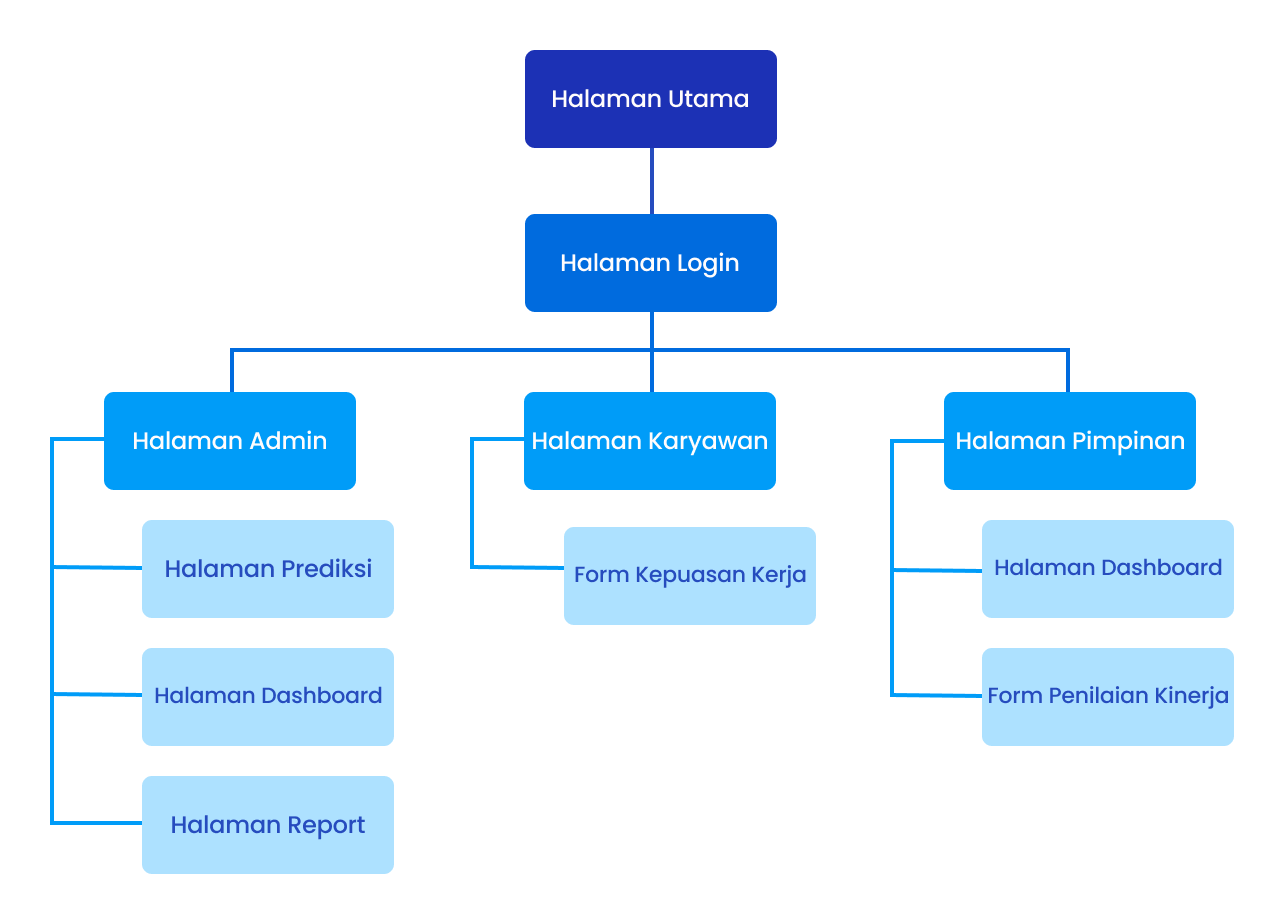 Halaman Utama
Halaman Login
Halaman Admin
Halaman Karyawan
Halaman Pimpinan
Halaman Prediksi
Form Kepuasan Kerja
Halaman Dashboard
Halaman Dashboard
Form Penilaian Kinerja
Halaman Report